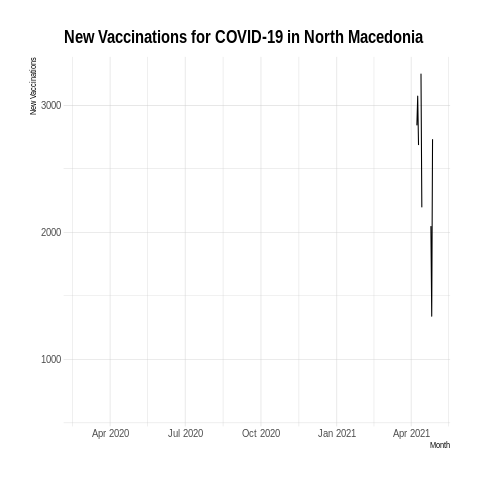 New Vaccinations for COVID-19 in North Macedonia
New Vaccinations
3000
2000
1000
Apr 2020 Jul 2020 Oct 2020 Jan 2021 Apr 2021
Month